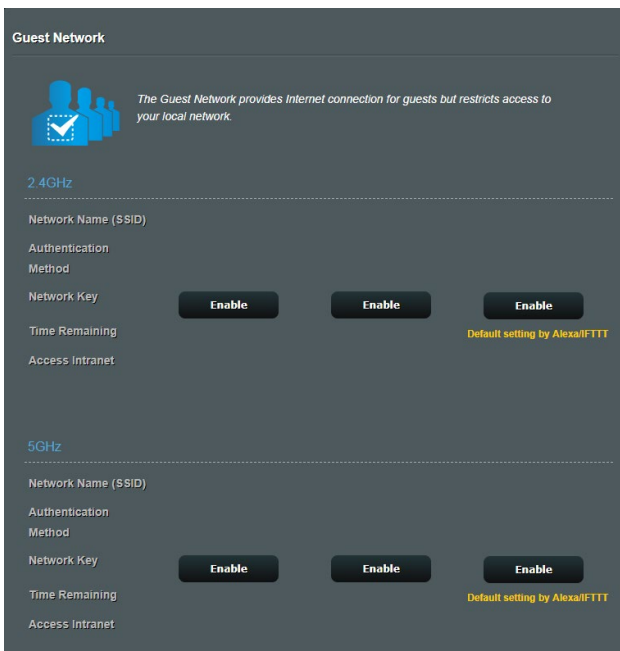 Guest Network
The Guest Network provides Internet connection for guests but restricts access to
your local network.
2.4GHz
Network Name (SSID)
Authentication
Method
Network Key
Enable
Enable
Enable
Time Remaining
Default setting by Alexa/IFTTT
Access Intranet
5GHz
Network Name (SSID)
Authentication
Method
Network Key
Enable
Enable
Enable
Time Remaining
Default setting by Alexa/IFTTT
Access Intranet